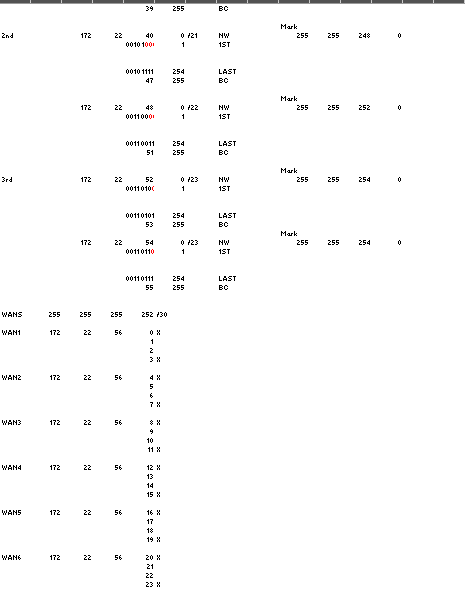 39 255 BC
Mark
2nd 172 22 40 0 /21 NW 255 255 248 0
0010100 1 1ST
00101111 254 LAST
47 255 BC
Mark
172 22 48 0 /22 NW 255 255 252 0
0011000 1 1ST
00110011 254 LAST
51 255 BC
Mark
3rd 172 22 52 0 /23 NW 255 255 254 0
0011010 1 1ST
00110101 254 LAST
53 255 BC
Mark
172 22 54 0 /23 NW 255 255 254 0
00110110 1 1ST
00110111 254 LAST
55 255 BC
WANS 255 255 255 252 /30
WAN1 172 22 56 0 X
1
2
3 X
WAN2 172 22 56 4 X
5
6
7 X
WAN3 172 22 56 8 X
9
10
11 X
WAN4 172 22 56 12 X
13
14
15 X
WAN5 172 22 56 16 X
17
18
19 X
WAN6 172 22 56 20 X
21
22
23 X